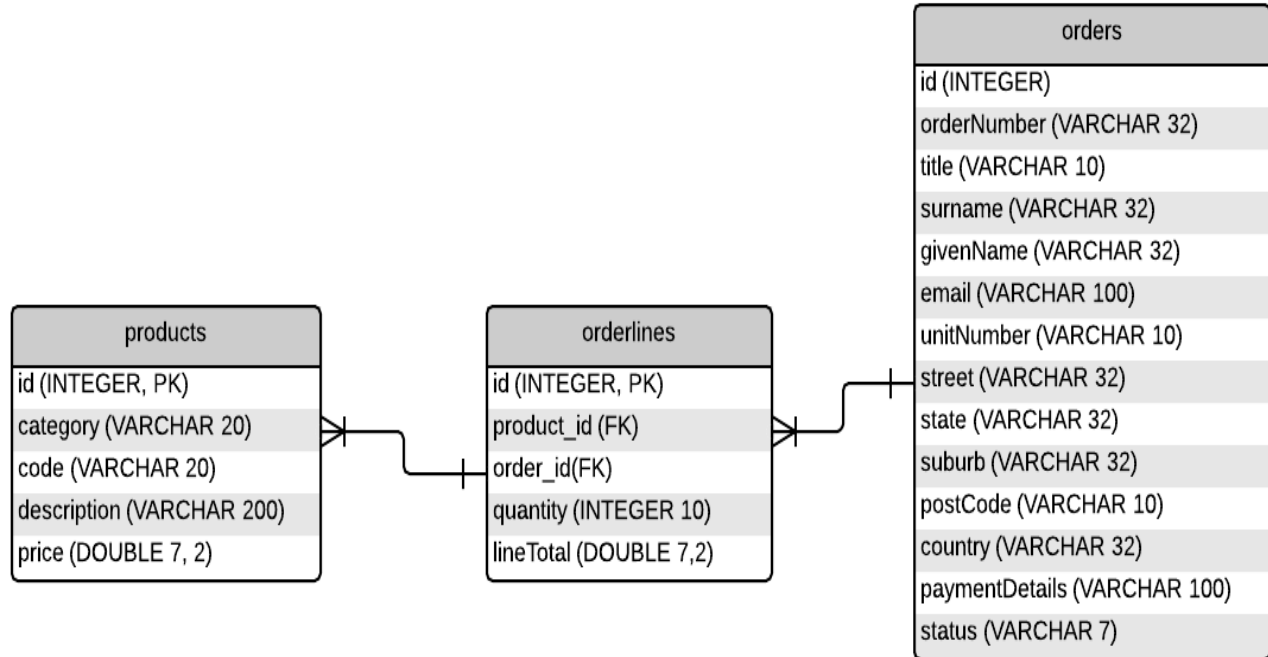 products
id (INTEGER, PK)
category (VARCHAR 20)
code (VARCHAR 20)
description (VARCHAR 200)
price (DOUBLE 7, 2)
orderlines
id (INTEGER, PK)
product_id (FK)
order_id(FK)
quantity (INTEGER 10)
lineTotal (DOUBLE 7,2)
orders
id (INTEGER)
orderNumber (VARCHAR 32)
title (VARCHAR 10)
surname (VARCHAR 32)
givenName (VARCHAR 32)
email (VARCHAR 100)
unitNumber (VARCHAR 10)
street (VARCHAR 32)
state (VARCHAR 32)
suburb (VARCHAR 32)
postCode (VARCHAR 10)
country (VARCHAR 32)
paymentDetails (VARCHAR 100)
status (VARCHAR 7)